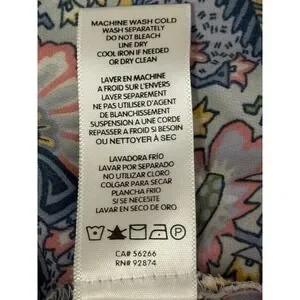 MACHINE WASH COLD
WASH SEPARATELY
DO NOT BLEACH
LINE DRY
COOL IRON IF NEEDED
OR DRY CLEAN
LAVER EN MACHINE
A FROID SUR L'ENVERS
LAVER SEPAREMENT
NE PAS UTILISER D'AGENT
DE BLANCHISSEMENT
SUSPENDRE A UNE CORDE
REPASSER A FROID SI BESOIN
OU NETTOYER À SEC
LAVADORA FRÍO
LAVAR POR SEPARADO
NO UTILIZAR CLORO
COLGAR PARA SECAR
PLANCHA FRIO
SI SE NECESITE
LAVAR EN SECO DE ORO
P
CA# 56266
RN# 92874